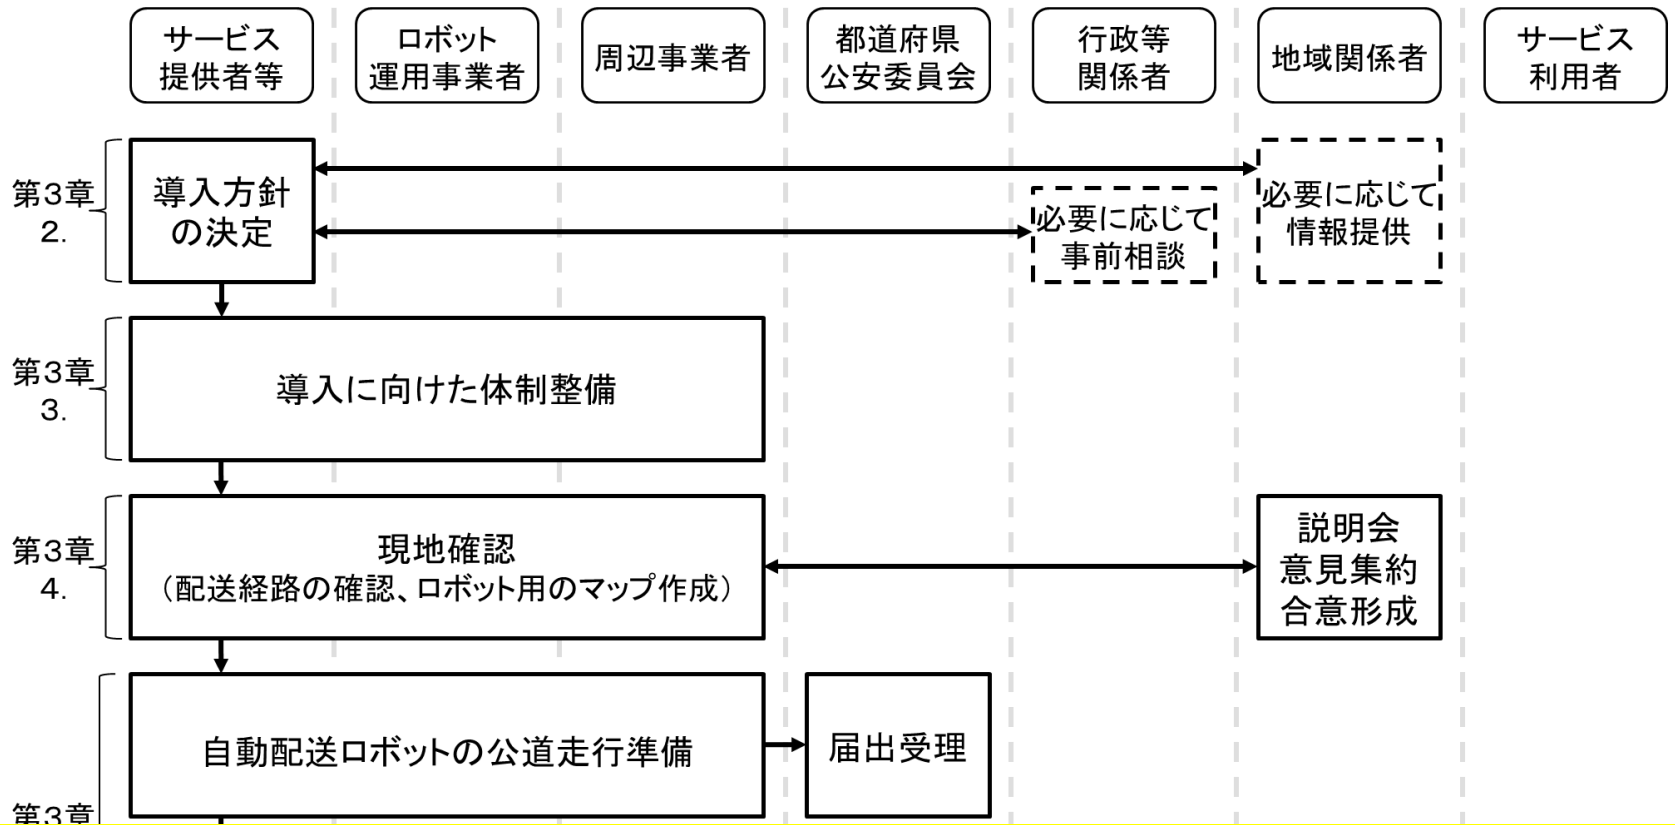 サービス
提供者等
ロボット
運用事業者
周辺事業者
都道府県
公安委員会
行政等
関係者
地域関係者
サービス
利用者
第３章
２．
導入方針
の決定
必要に応じて
事前相談
必要に応じて
情報提供
第３章
３．
導入に向けた体制整備
第３章
４．
現地確認
（配送経路の確認、ロボット用のマップ作成）
説明会
意見集約
合意形成
自動配送ロボットの公道走行準備
届出受理
第３章